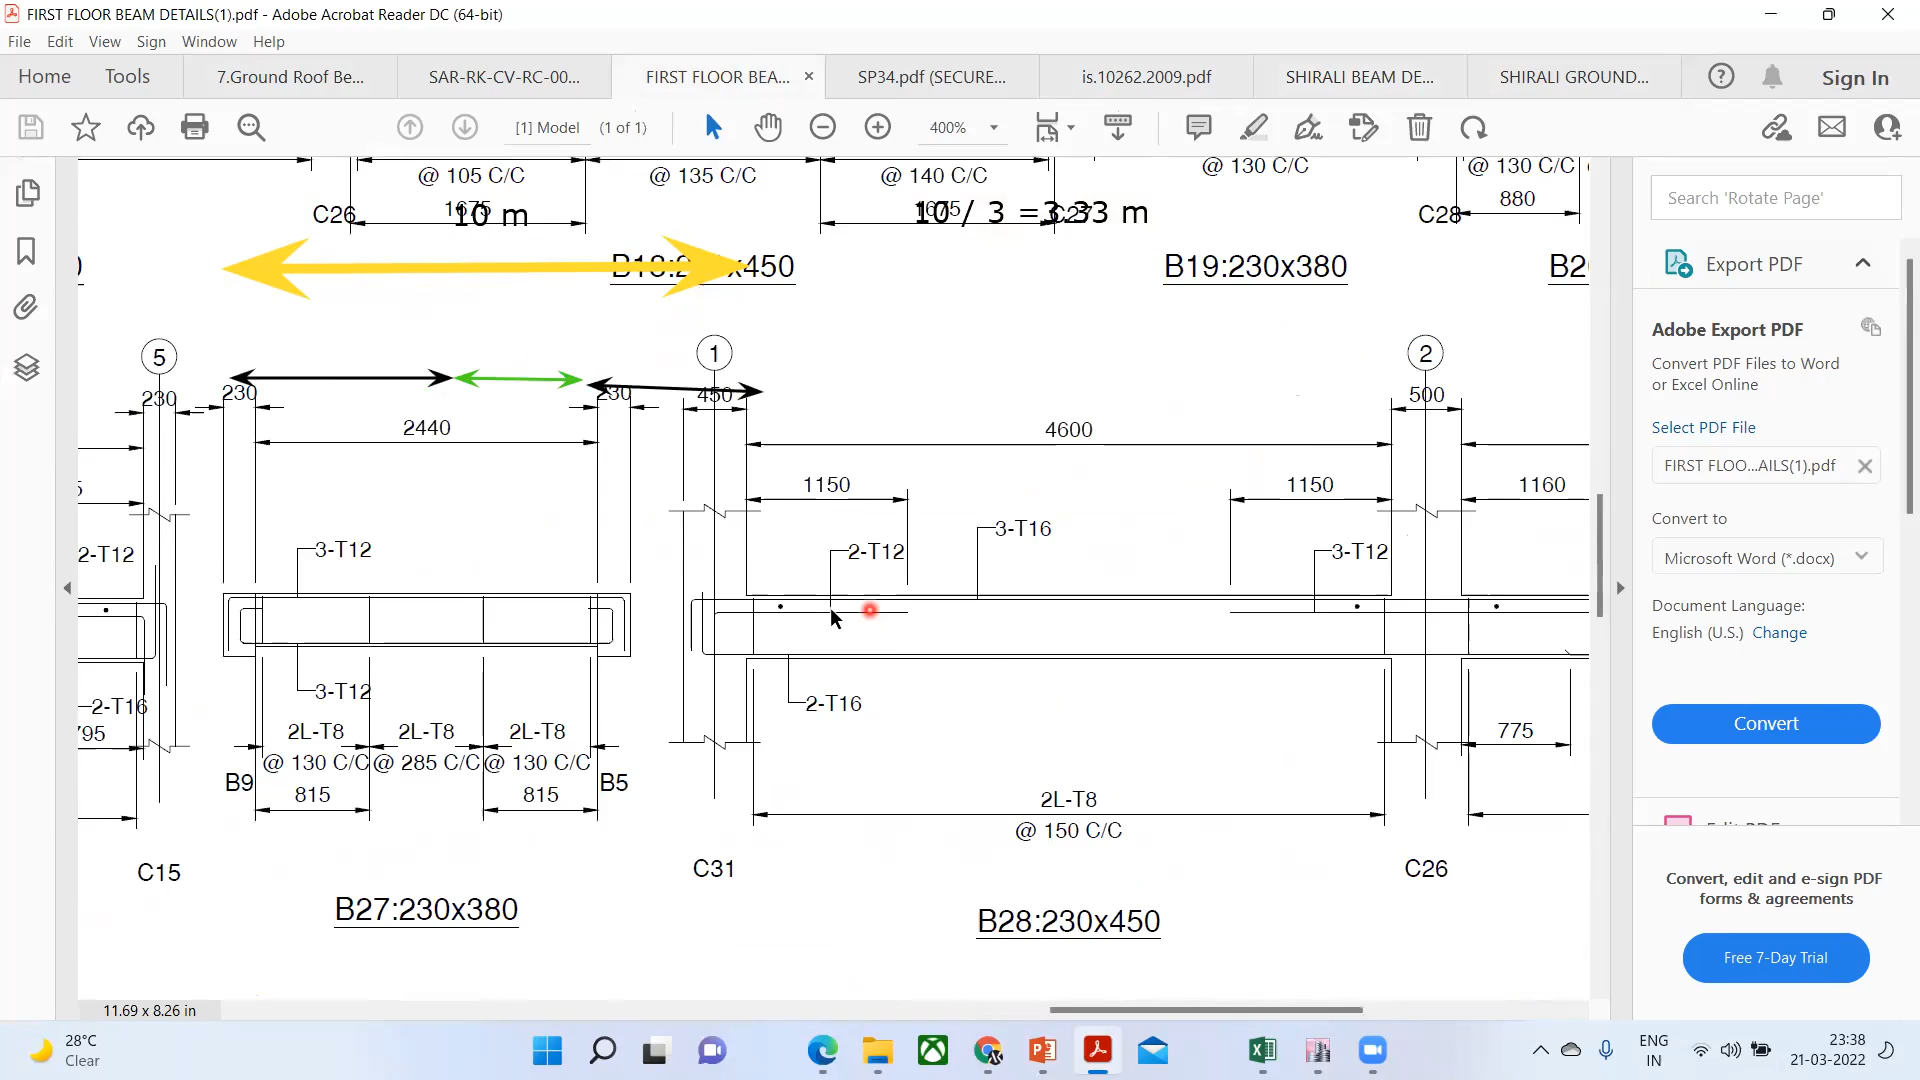 FIRST FLOOR BEAM DETAILS(1).pdf - Adobe Acrobat Reader DC (64-bit)
File Edit View Sign Window Help
Home Tools 7.Ground Roof Be... SAR-RK-CV-RC-00... FIRST FLOOR BEA... SP34.pdf (SECURE... is.10262.2009.pdf SHIRALI BEAM DE... SHIRALI GROUND... Sign In
[1] Model (1 of 1) 400%
@ 105 C/C @ 135 C/C @ 140 C/C @ 130 C/C @ 130 C/C
C26 1675 10 m 1675 10 / 3 =3.33 m C27 C28 880
B18:230x450 B19:230x380
5 1 2
230 230 230 450 500
2440 4600
1150 1150 1160
3-T16
2-T12 3-T12 2-T12 3-T12
3-T12 2-T16
2-T16
795 2L-T8 2L-T8 2L-T8 775
@ 130 C/C @ 285 C/C @ 130 C/C
B9 B5
815 815 2L-T8
@ 150 C/C
C15 C31 C26
B27:230x380 B28:230x450
11.69 x 8.26 in
Search 'Rotate Page'
Export PDF
Adobe Export PDF
Convert PDF Files to Word
or Excel Online
Select PDF File
FIRST FLOO...AILS(1).pdf
Convert to
Microsoft Word (*.docx)
Document Language:
English (U.S.) Change
Convert
Edit PDF
Convert, edit and e-sign PDF
forms & agreements
Free 7-Day Trial
28°C
Clear
ENG
IN
23:38
21-03-2022